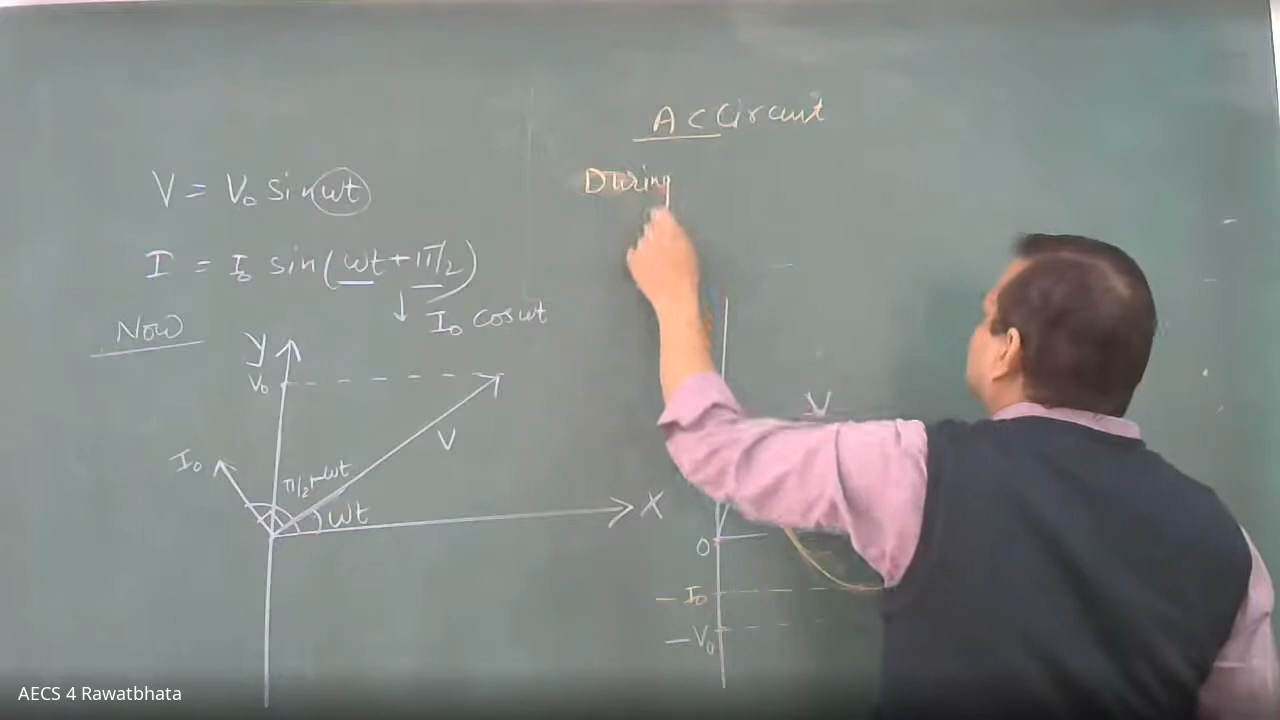 AC Circuit
During
V = V₀ sin ωt
I = I₀ sin(ωt + π/2)
↓ I₀ cos ωt
Now
y
V₀
V
I₀
π/2+ωt
ωt
X
V
0
-I₀
-V₀
AECS 4 Rawatbhata